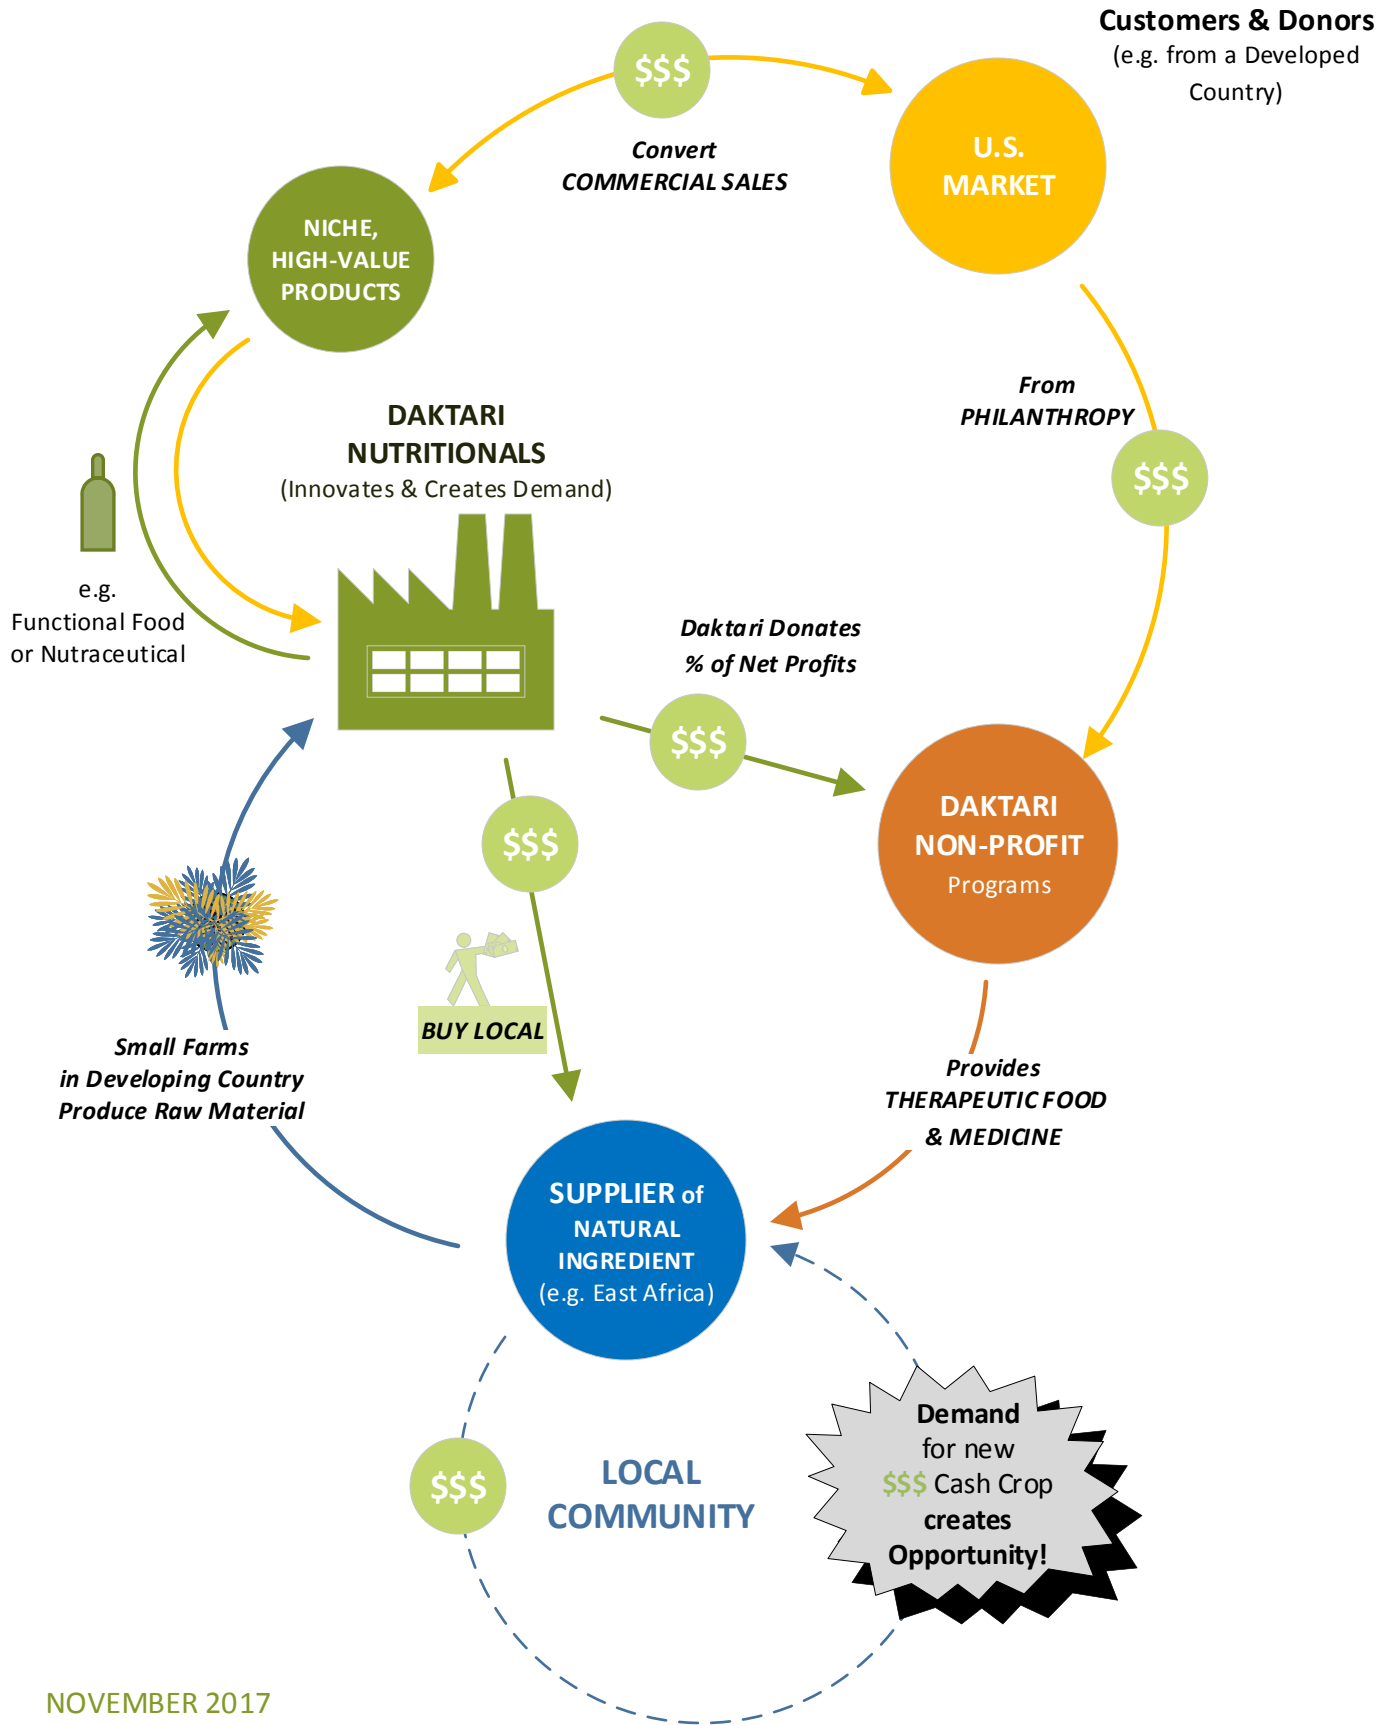 Customers & Donors
(e.g. from a Developed
Country)
$$$
Convert
COMMERCIAL SALES
U.S.
MARKET
NICHE,
HIGH-VALUE
PRODUCTS
From
PHILANTHROPY
$$$
DAKTARI
NUTRITIONALS
(Innovates & Creates Demand)
e.g.
Functional Food
or Nutraceutical
Daktari Donates
% of Net Profits
$$$
DAKTARI
NON-PROFIT
Programs
$$$
BUY LOCAL
Small Farms
in Developing Country
Produce Raw Material
Provides
THERAPEUTIC FOOD
& MEDICINE
SUPPLIER of
NATURAL
INGREDIENT
(e.g. East Africa)
$$$
LOCAL
COMMUNITY
Demand
for new
$$$ Cash Crop
creates
Opportunity!
NOVEMBER 2017